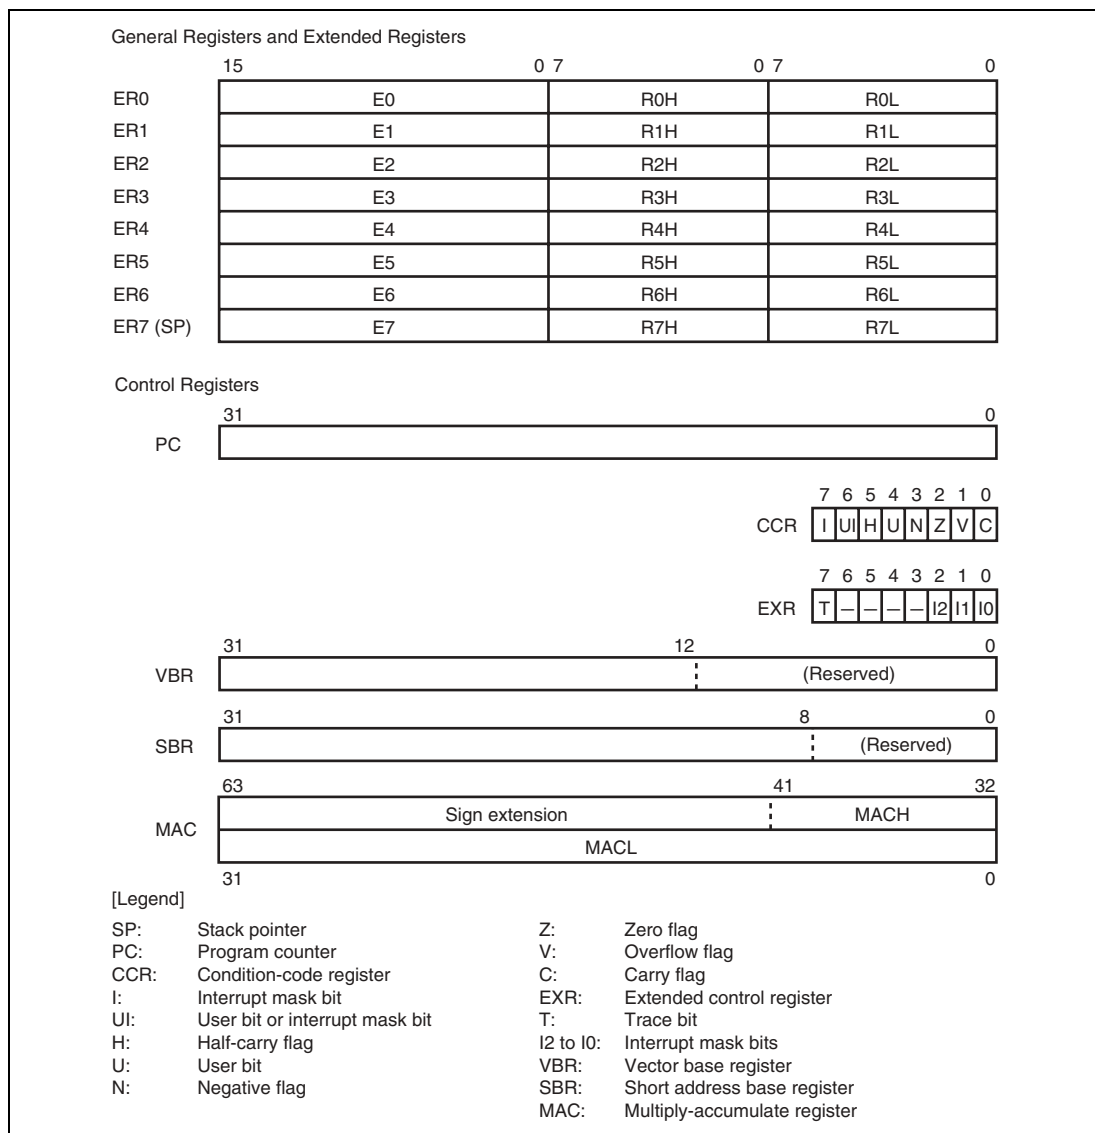 General Registers and Extended Registers
15 0 7 0 7 0
ER0 E0 R0H R0L
ER1 E1 R1H R1L
ER2 E2 R2H R2L
ER3 E3 R3H R3L
ER4 E4 R4H R4L
ER5 E5 R5H R5L
ER6 E6 R6H R6L
ER7 (SP) E7 R7H R7L
Control Registers
31 0
PC
7 6 5 4 3 2 1 0
CCR I UI H U N Z V C
7 6 5 4 3 2 1 0
EXR T — — — — I2 I1 I0
31 12 0
VBR (Reserved)
31 8 0
SBR (Reserved)
63 41 32
MAC Sign extension MACH
MACL
31 0
[Legend]
SP: Stack pointer Z: Zero flag
PC: Program counter V: Overflow flag
CCR: Condition-code register C: Carry flag
I: Interrupt mask bit EXR: Extended control register
UI: User bit or interrupt mask bit T: Trace bit
H: Half-carry flag I2 to I0: Interrupt mask bits
U: User bit VBR: Vector base register
N: Negative flag SBR: Short address base register
MAC: Multiply-accumulate register